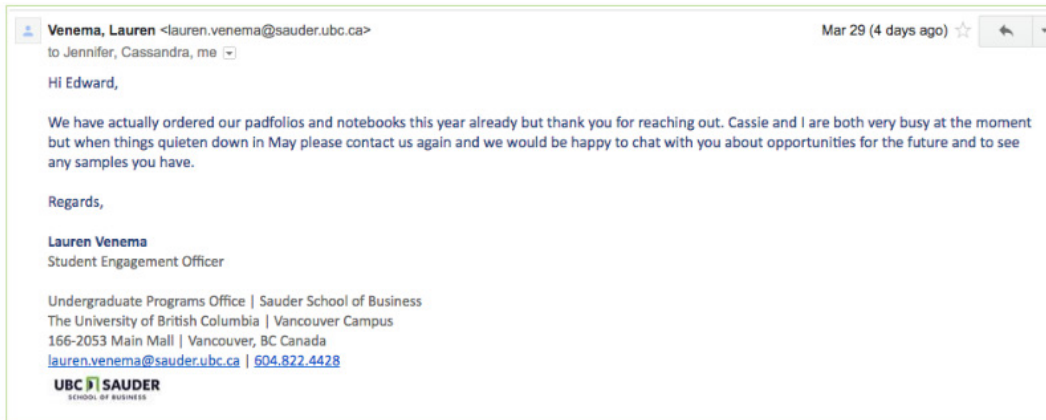 Venema, Lauren <lauren.venema@sauder.ubc.ca> Mar 29 (4 days ago)
to Jennifer, Cassandra, me
Hi Edward,
We have actually ordered our padfolios and notebooks this year already but thank you for reaching out. Cassie and I are both very busy at the moment
but when things quieten down in May please contact us again and we would be happy to chat with you about opportunities for the future and to see
any samples you have.
Regards,
Lauren Venema
Student Engagement Officer
Undergraduate Programs Office | Sauder School of Business
The University of British Columbia | Vancouver Campus
166-2053 Main Mall | Vancouver, BC Canada
lauren.venema@sauder.ubc.ca | 604.822.4428
UBC SAUDER
SCHOOL OF BUSINESS